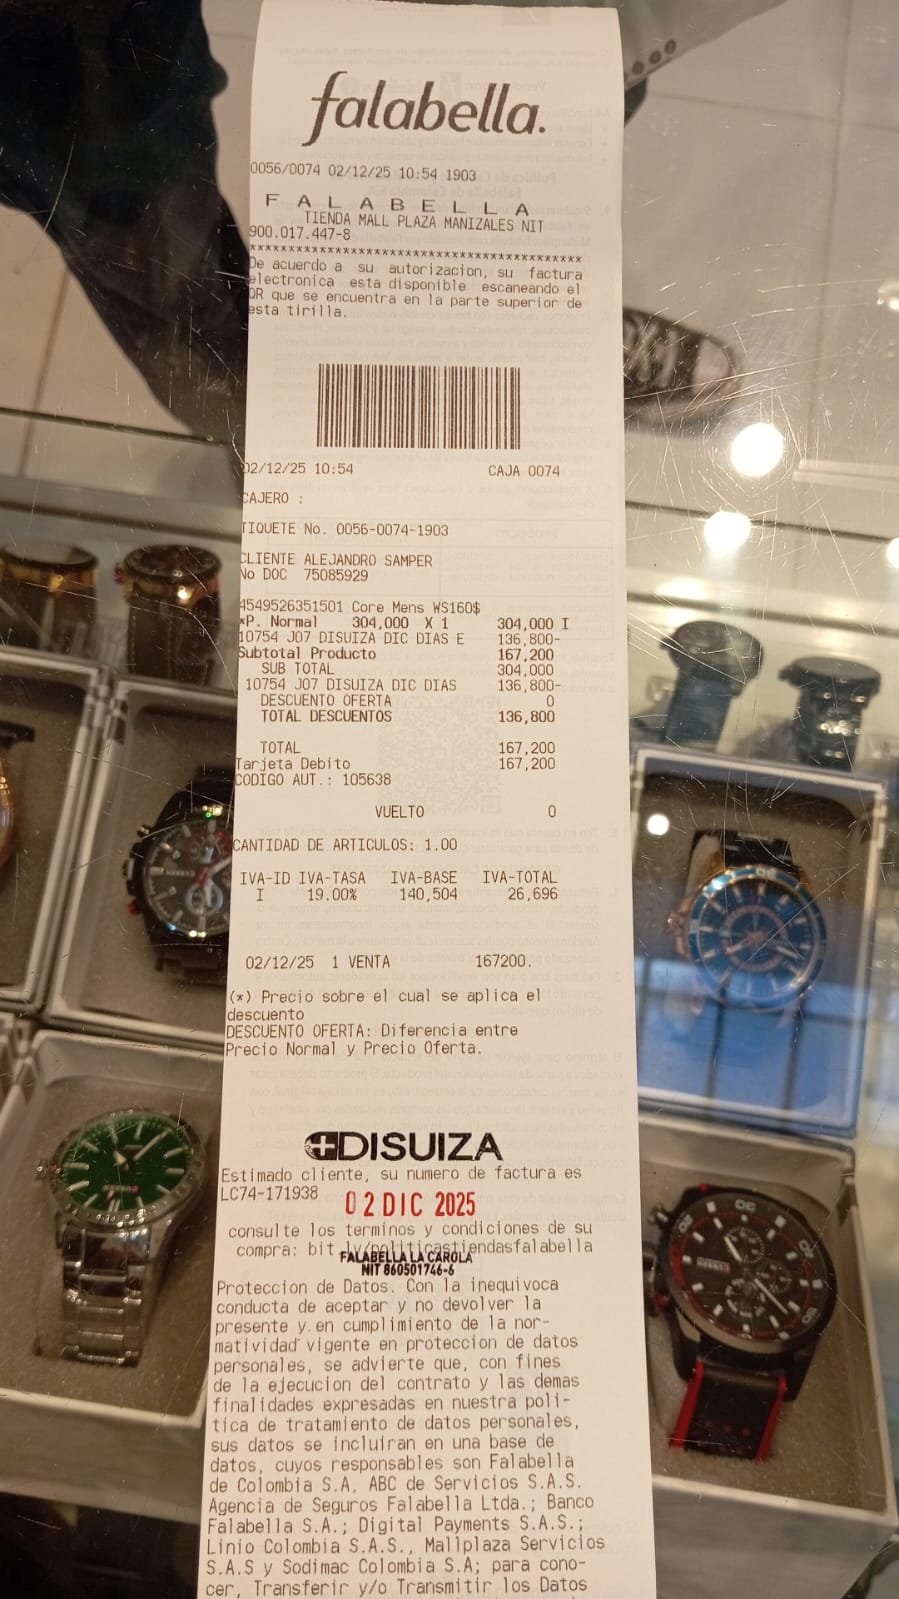 falabella.
0056/0074 02/12/25 10:54 1903
F A L A B E L L A
TIENDA MALL PLAZA MANIZALES NIT
900.017.447-8
******************************************
De acuerdo a su autorizacion, su factura
electronica esta disponible escaneando el
QR que se encuentra en la parte superior de
esta tirilla.
02/12/25 10:54 CAJA 0074
CAJERO :
TIQUETE No. 0056-0074-1903
CLIENTE ALEJANDRO SAMPER
No DOC 75085929
4549526351501 Core Mens WS160$
*P. Normal 304,000 X 1 304,000 I
10754 J07 DISUIZA DIC DIAS E 136,800-
Subtotal Producto 167,200
SUB TOTAL 304,000
10754 J07 DISUIZA DIC DIAS 136,800-
DESCUENTO OFERTA 0
TOTAL DESCUENTOS 136,800
TOTAL 167,200
Tarjeta Debito 167,200
CODIGO AUT.: 105638
VUELTO 0
CANTIDAD DE ARTICULOS: 1.00
IVA-ID IVA-TASA IVA-BASE IVA-TOTAL
I 19.00% 140,504 26,696
02/12/25 1 VENTA 167200.
(*) Precio sobre el cual se aplica el
descuento
DESCUENTO OFERTA: Diferencia entre
Precio Normal y Precio Oferta.
DISUIZA
Estimado cliente, su numero de factura es
LC74-171938
02 DIC 2025
consulte los terminos y condiciones de su
compra: bit.ly/politicastiendasfalabella
FALABELLA LA CAROLA
NIT 860501746-6
Proteccion de Datos. Con la inequivoca
conducta de aceptar y no devolver la
presente y en cumplimiento de la nor-
matividad vigente en proteccion de datos
personales, se advierte que, con fines
de la ejecucion del contrato y las demas
finalidades expresadas en nuestra poli-
tica de tratamiento de datos personales,
sus datos se incluiran en una base de
datos, cuyos responsables son Falabella
de Colombia S.A, ABC de Servicios S.A.S.
Agencia de Seguros Falabella Ltda.; Banco
Falabella S.A.; Digital Payments S.A.S.;
Linio Colombia S.A.S., Mallplaza Servicios
S.A.S y Sodimac Colombia S.A; para cono-
cer, Transferir y/o Transmitir los Datos